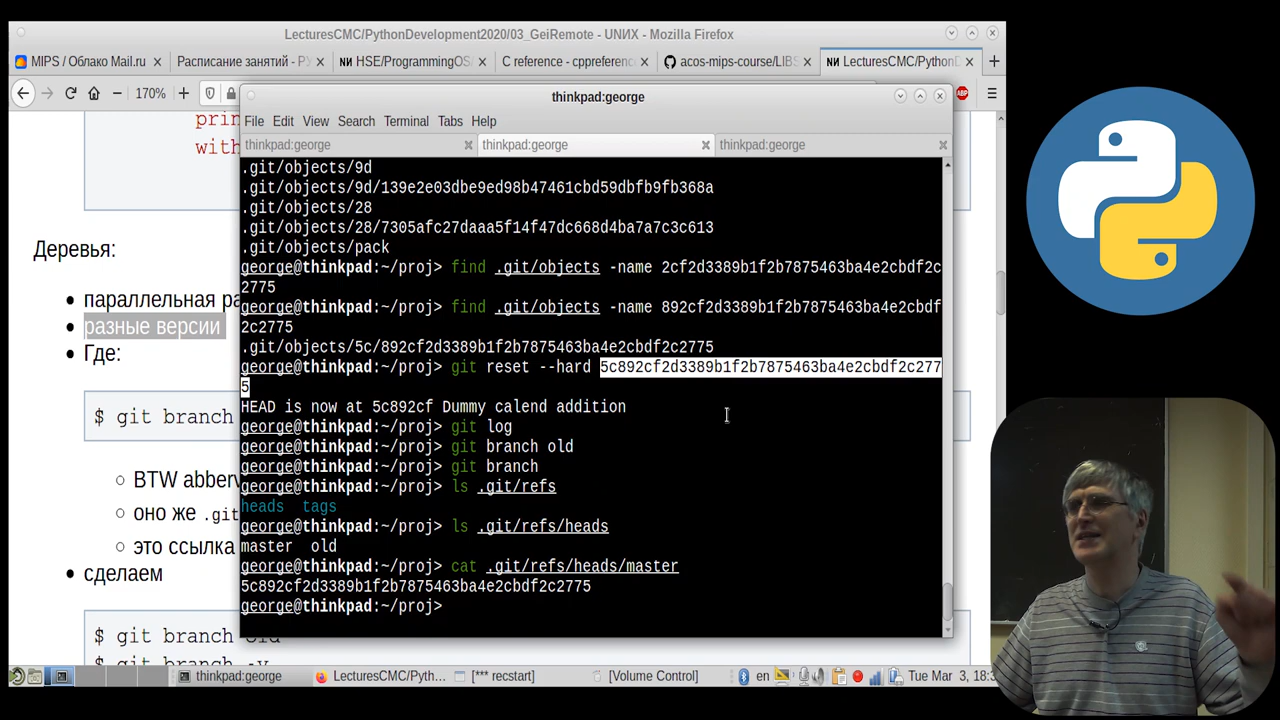 LecturesCMC/PythonDevelopment2020/03_GeiRemote - UNИX - Mozilla Firefox
MIPS / Облако Mail.ru
Расписание занятий - РУ
HSE/ProgrammingOS/
C reference - cppreference
acos-mips-course/LIBS
LecturesCMC/PythonD
170%
ABP
prin
with
thinkpad:george
File Edit View Search Terminal Tabs Help
thinkpad:george
thinkpad:george
thinkpad:george
.git/objects/9d
.git/objects/9d/139e2e03dbe9ed98b47461cbd59dbfb9fb368a
.git/objects/28
.git/objects/28/7305afc27daaa5f14f47dc668d4ba7a7c3c613
.git/objects/pack
george@thinkpad:~/proj> find .git/objects -name 2cf2d3389b1f2b7875463ba4e2cbdf2c
2775
george@thinkpad:~/proj> find .git/objects -name 892cf2d3389b1f2b7875463ba4e2cbdf
2c2775
.git/objects/5c/892cf2d3389b1f2b7875463ba4e2cbdf2c2775
george@thinkpad:~/proj> git reset --hard 5c892cf2d3389b1f2b7875463ba4e2cbdf2c277
5
HEAD is now at 5c892cf Dummy calend addition
george@thinkpad:~/proj> git log
george@thinkpad:~/proj> git branch old
george@thinkpad:~/proj> git branch
george@thinkpad:~/proj> ls .git/refs
heads tags
george@thinkpad:~/proj> ls .git/refs/heads
master old
george@thinkpad:~/proj> cat .git/refs/heads/master
5c892cf2d3389b1f2b7875463ba4e2cbdf2c2775
george@thinkpad:~/proj>
Деревья:
параллельная ра
разные версии
Где:
$ git branch
BTW abberv
оно же .git
это ссылка
сделаем
$ git branch old
$ git branch -v
thinkpad:george
LecturesCMC/Pyth...
[*** recstart]
[Volume Control]
en
Tue Mar 3, 18:3